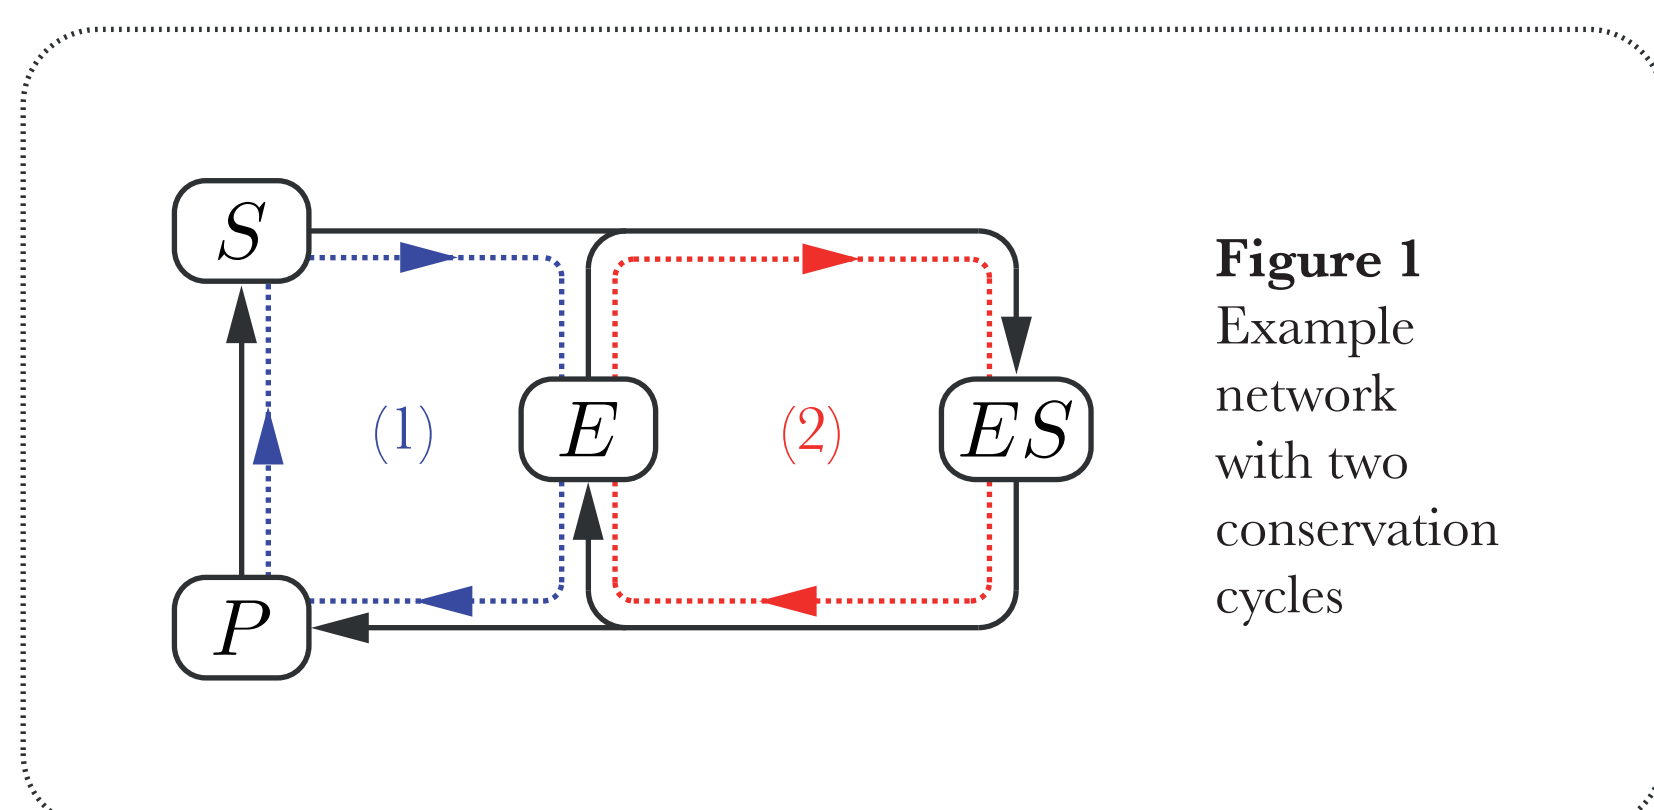 S
(1)
E
(2)
ES
P
Figure 1
Example
network
with two
conservation
cycles